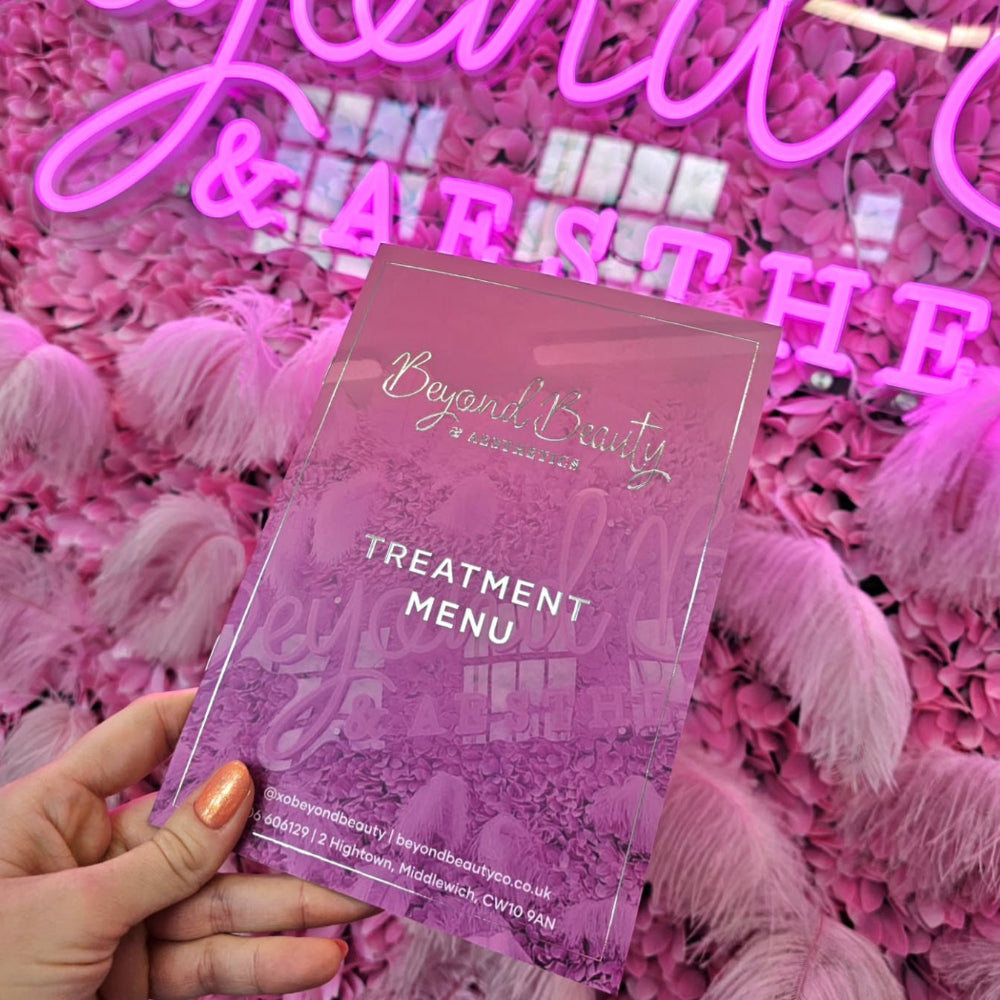 & AESTHE
Beyond Beauty
& AESTHETICS
TREATMENT
MENU
@xobeyondbeauty | beyondbeautyco.co.uk
606129 | 2 Hightown, Middlewich, CW10 9AN